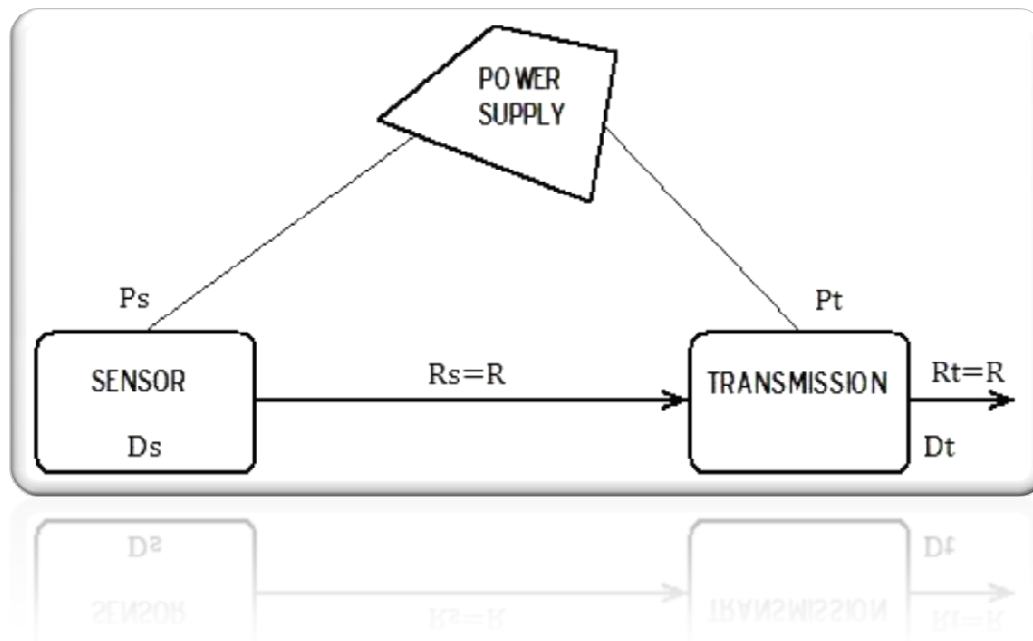 POWER
SUPPLY
Ps
Pt
SENSOR
Rs=R
TRANSMISSION
Rt=R
Ds
Dt